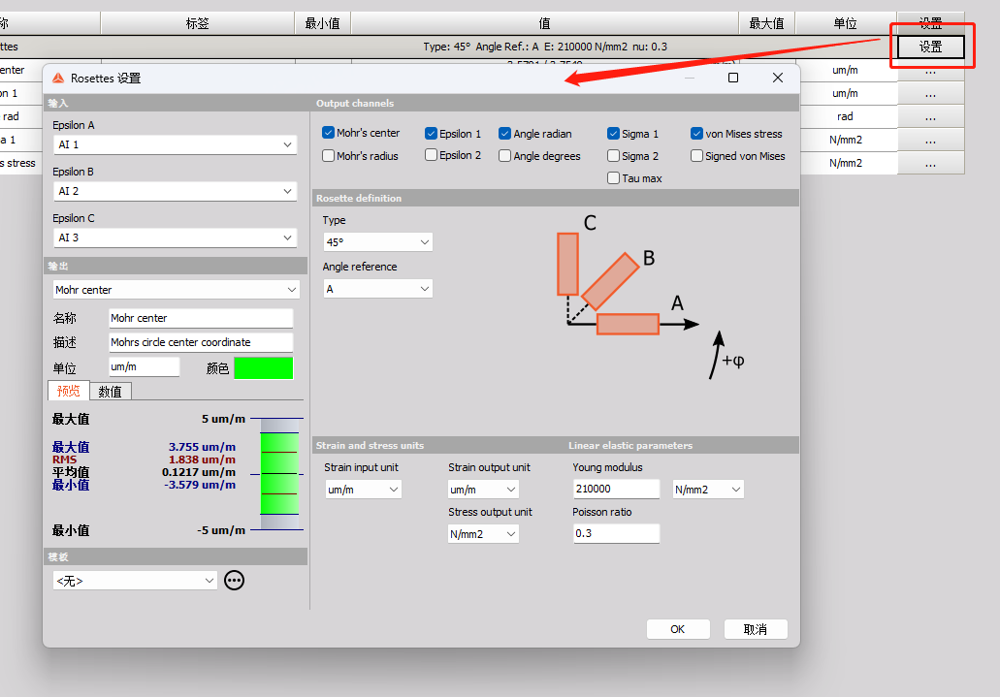 称 标签 最小值 值 最大值 单位 设置
ttes Type: 45° Angle Ref.: A E: 210000 N/mm2 nu: 0.3 设置
enter um/m ...
on 1 um/m ...
rad rad ...
a 1 N/mm2 ...
s stress N/mm2 ...
Rosettes 设置
输入
Epsilon A
AI 1
Epsilon B
AI 2
Epsilon C
AI 3
输出
Mohr center
名称 Mohr center
描述 Mohrs circle center coordinate
单位 um/m 颜色
预览 数值
最大值 5 um/m
最大值 3.755 um/m
RMS 1.838 um/m
平均值 0.1217 um/m
最小值 -3.579 um/m
最小值 -5 um/m
模板
<无>
Output channels
Mohr's center Epsilon 1 Angle radian Sigma 1 von Mises stress
Mohr's radius Epsilon 2 Angle degrees Sigma 2 Signed von Mises
Tau max
Rosette definition
Type
45°
Angle reference
A
C
B
A
+φ
Strain and stress units
Strain input unit Strain output unit
um/m um/m
Stress output unit
N/mm2
Linear elastic parameters
Young modulus
210000 N/mm2
Poisson ratio
0.3
OK 取消